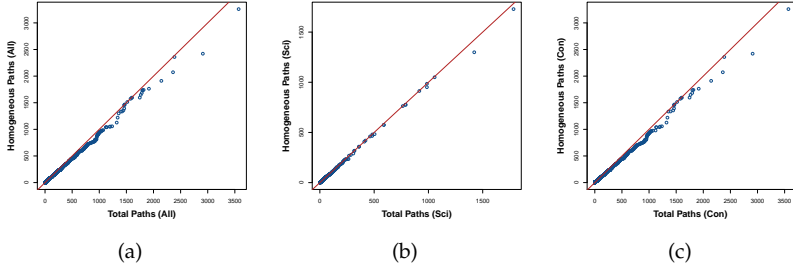 Homogeneous Paths (All)
0 500 1000 1500 2000 2500 3000
0 500 1000 1500 2000 2500 3000 3500
Total Paths (All)
(a)
Homogeneous Paths (Sci)
0 500 1000 1500
0 500 1000 1500
Total Paths (Sci)
(b)
Homogeneous Paths (Con)
0 500 1000 1500 2000 2500 3000
0 500 1000 1500 2000 2500 3000 3500
Total Paths (Con)
(c)